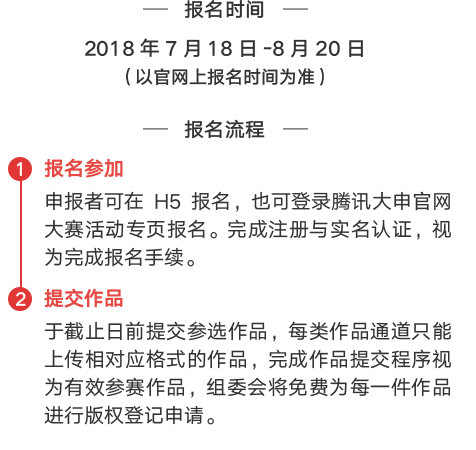 报名时间
2018 年 7 月 18 日 -8 月 20 日
（以官网上报名时间为准）
报名流程
1 报名参加
申报者可在 H5 报名，也可登录腾讯大申官网
大赛活动专页报名。完成注册与实名认证，视
为完成报名手续。
2 提交作品
于截止日前提交参选作品，每类作品通道只能
上传相对应格式的作品，完成作品提交程序视
为有效参赛作品，组委会将免费为每一件作品
进行版权登记申请。